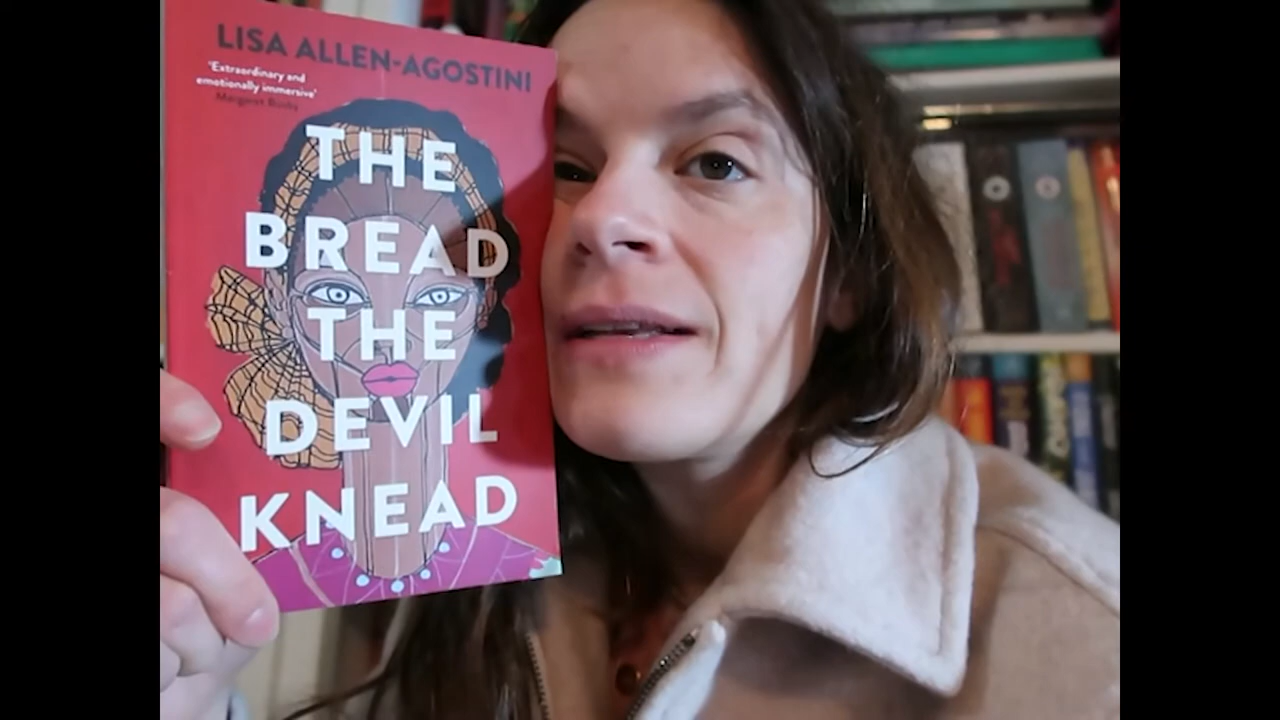 LISA ALLEN-AGOSTINI
'Extraordinary and
emotionally immersive'
Margaret Busby
THE
BREAD
THE
DEVIL
KNEAD